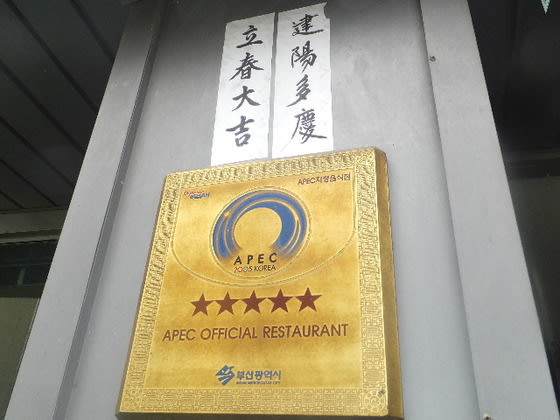 建陽多慶
立春大吉
APEC지정음식점
APEC
2005 KOREA
APEC OFFICIAL RESTAURANT
부산광역시